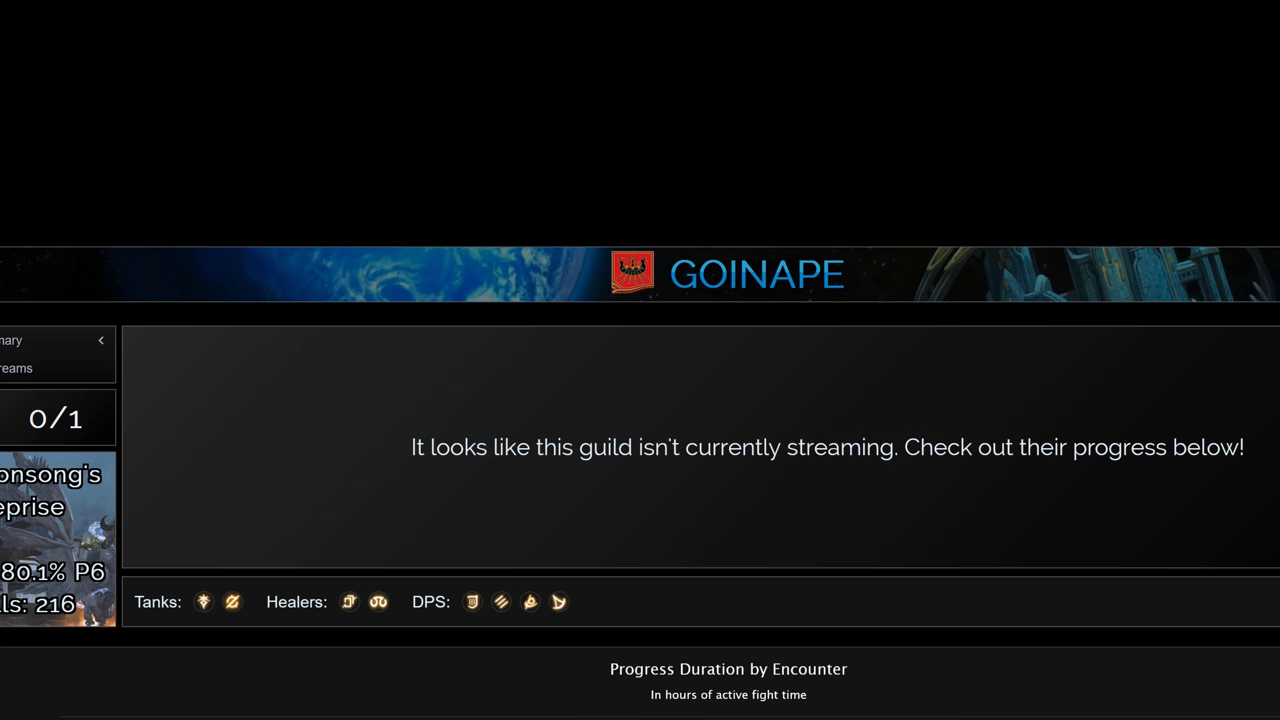 GOINAPE
mary
reams
0/1
It looks like this guild isn't currently streaming. Check out their progress below!
onsong's
eprise
80.1% P6
ls: 216
Tanks:
Healers:
DPS:
Progress Duration by Encounter
In hours of active fight time